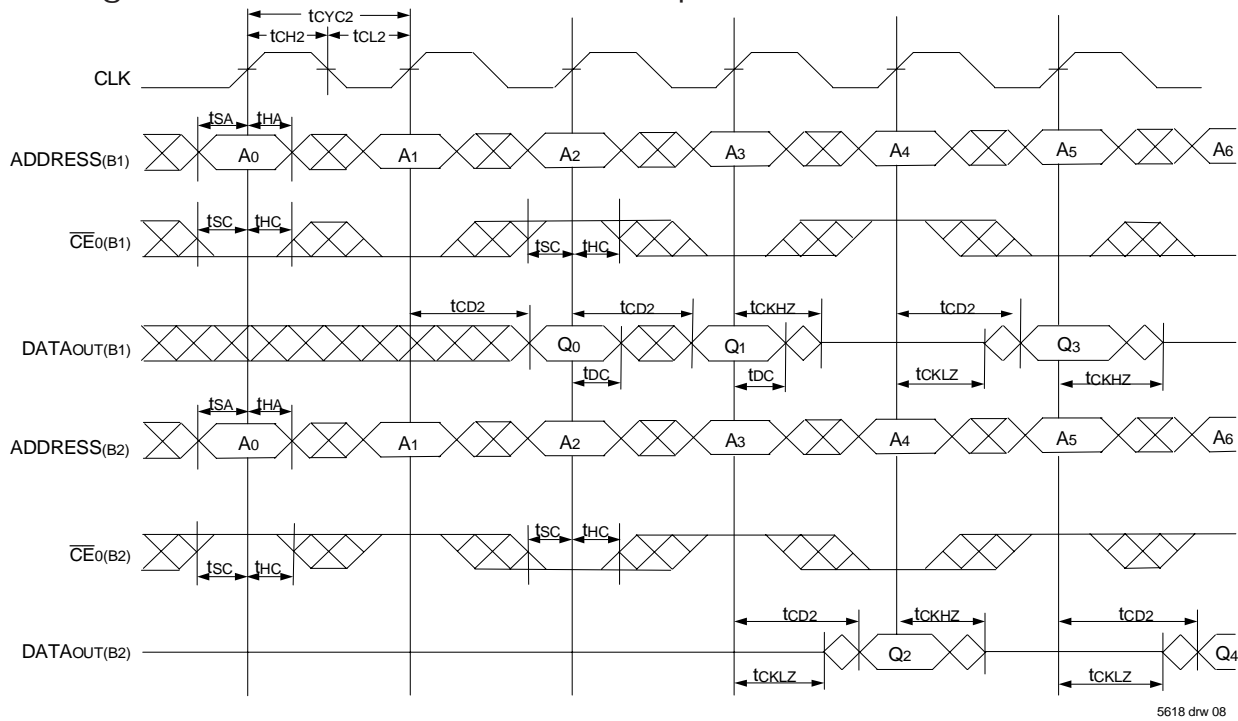 tCYC2
tCH2 tCL2
CLK
tSA tHA
ADDRESS(B1) A0 A1 A2 A3 A4 A5 A6
tSC tHC
CE0(B1)
tSC tHC
tCD2 tCD2 tCKHZ tCD2
DATAOUT(B1) Q0 Q1 Q3
tDC tDC tCKLZ tCKHZ
tSA tHA
ADDRESS(B2) A0 A1 A2 A3 A4 A5 A6
tSC tHC
CE0(B2)
tSC tHC
tCD2 tCKHZ tCD2
DATAOUT(B2) Q2 Q4
tCKLZ tCKLZ
5618 drw 08